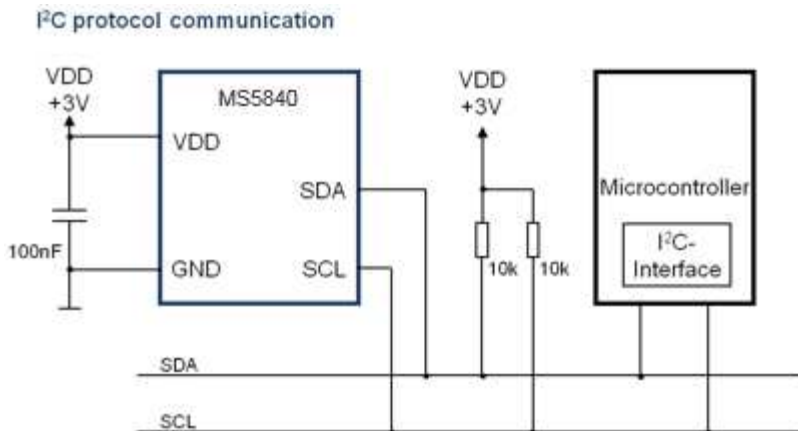 I²C protocol communication
VDD
+3V
MS5840
VDD
SDA
100nF
GND
SCL
VDD
+3V
10k
10k
Microcontroller
I²C-
Interface
SDA
SCL